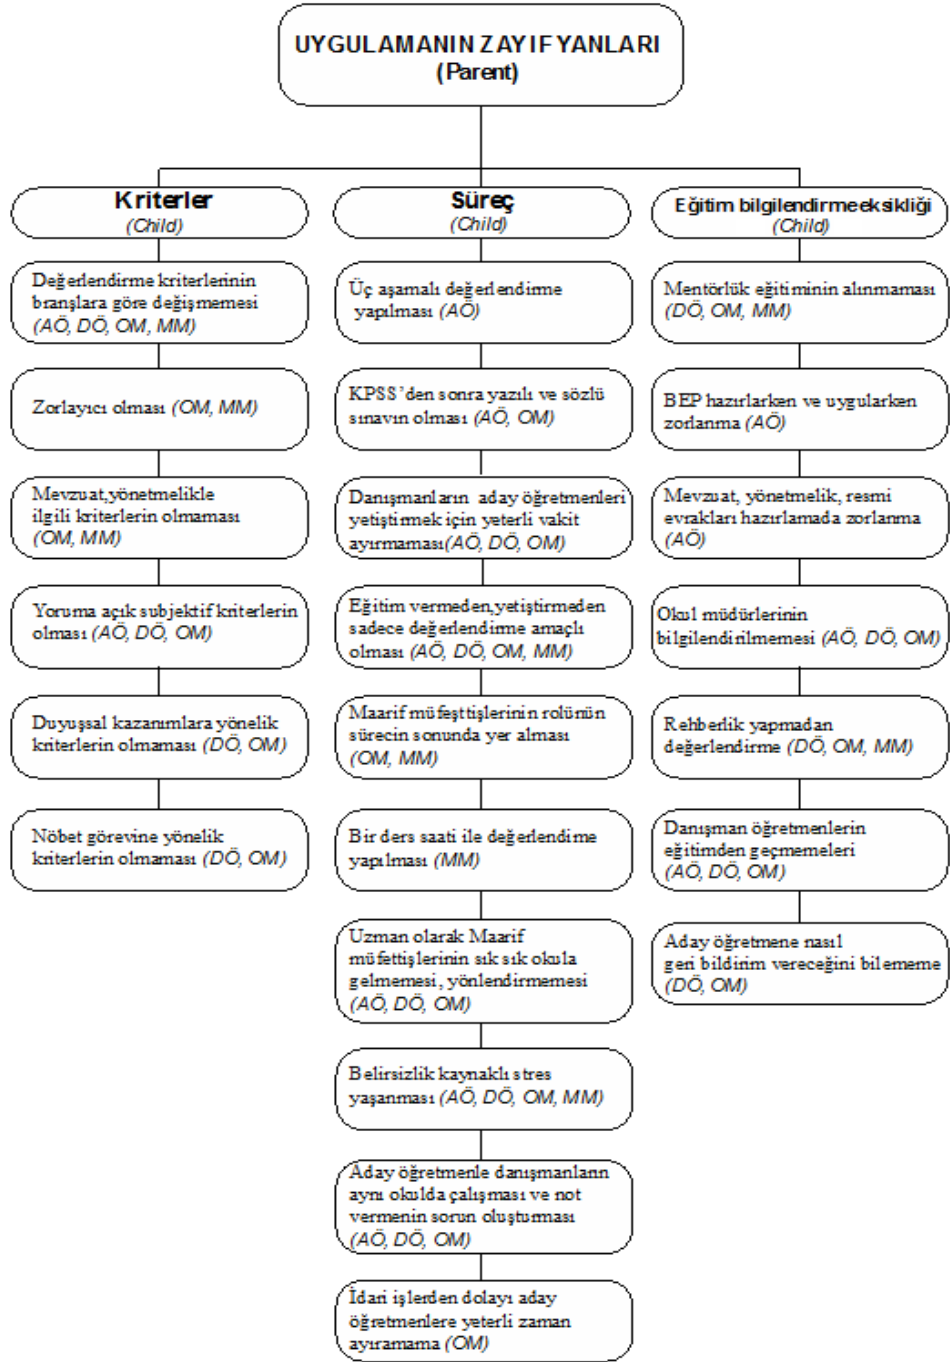 UYGULAMANIN ZAYIF YANLARI
(Parent)
Kriterler
(Child)
Değerlendirme kriterlerinin
branşlara göre değişmemesi
(AÖ, DÖ, OM, MM)
Zorlayıcı olması (OM, MM)
Mevzuat,yönetmelikle
ilgili kriterlerin olmaması
(OM, MM)
Yoruma açık subjektif kriterlerin
olması (AÖ, DÖ, OM)
Duyuşsal kazanımlara yönelik
kriterlerin olmaması (DÖ, OM)
Nöbet görevine yönelik
kriterlerin olmaması (DÖ, OM)
Süreç
(Child)
Üç aşamalı değerlendirme
yapılması (AÖ)
KPSS'den sonra yazılı ve sözlü
sınavın olması (AÖ, OM)
Danışmanların aday öğretmenleri
yetiştirmek için yeterli vakit
ayırmaması(AÖ, DÖ, OM)
Eğitim vermeden,yetiştirmeden
sadece değerlendirme amaçlı
olması (AÖ, DÖ, OM, MM)
Maarif müfeşttişlerinin rolünün
sürecin sonunda yer alması
(OM, MM)
Bir ders saati ile değerlendime
yapılması (MM)
Uzman olarak Maarif
müfettişlerinin sık sık okula
gelmemesi, yönlendirmemesi
(AÖ, DÖ, OM)
Belirsizlik kaynaklı stres
yaşanması (AÖ, DÖ, OM, MM)
Aday öğretmenle danışmanların
aynı okulda çalışması ve not
vermenin sorun oluşturması
(AÖ, DÖ, OM)
İdari işlerden dolayı aday
öğretmenlere yeterli zaman
ayıramama (OM)
Eğitim bilgilendirme eksikliği
(Child)
Mentörlük eğitiminin alınmaması
(DÖ, OM, MM)
BEP hazırlarken ve uygularken
zorlanma (AÖ)
Mevzuat, yönetmelik, resmi
evrakları hazırlamada zorlanma
(AÖ)
Okul müdürlerinin
bilgilendirilmemesi (AÖ, DÖ, OM)
Rehberlik yapmadan
değerlendirme (DÖ, OM, MM)
Danışman öğretmenlerin
eğitimden geçmemeleri
(AÖ, DÖ, OM)
Aday öğretmene nasıl
geri bildirim vereceğini bilememe
(DÖ, OM)